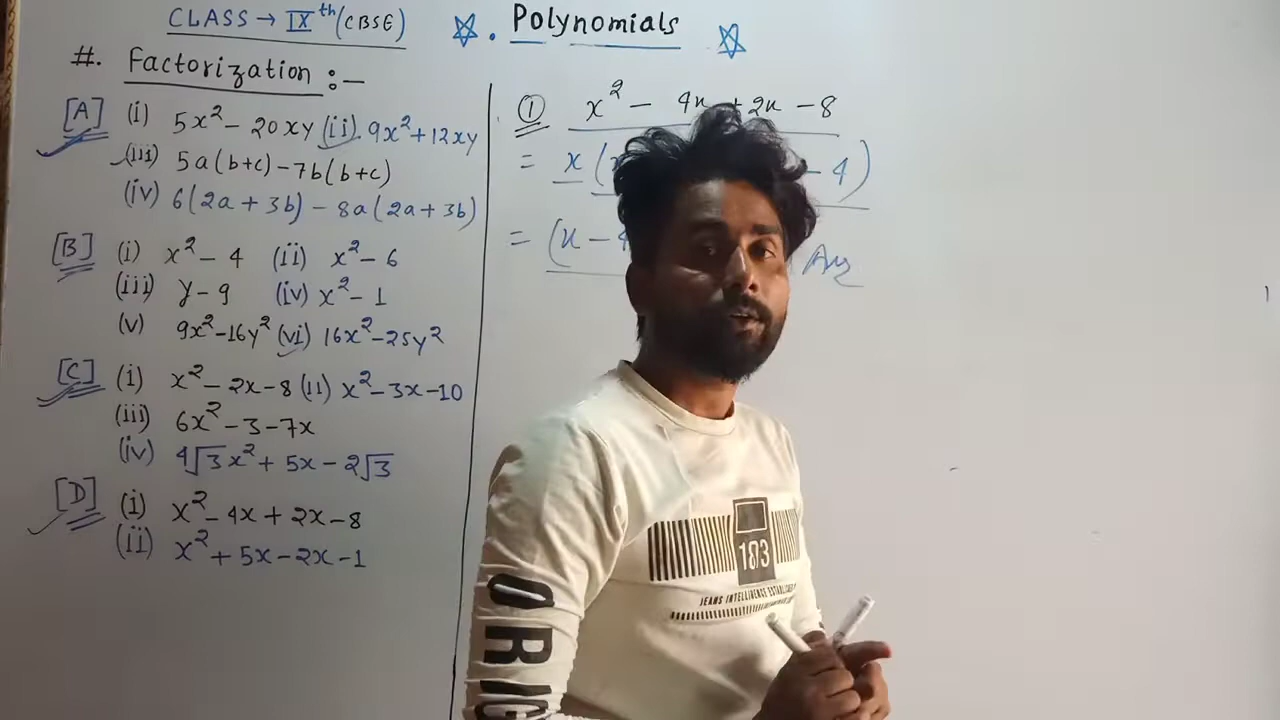 CLASS → IXth (CBSE)
Polynomials
#. Factorization :—
[A] (i) 5x² - 20xy (ii) 9x² + 12xy
(iii) 5a(b+c) - 7b(b+c)
(iv) 6(2a + 3b) - 8a(2a + 3b)
[B] (i) x² - 4 (ii) x² - 6
(iii) y - 9 (iv) x² - 1
(v) 9x² - 16y² (vi) 16x² - 25y²
[C] (i) x² - 2x - 8 (ii) x² - 3x - 10
(iii) 6x² - 3 - 7x
(iv) 4√3x² + 5x - 2√3
[D] (i) x² - 4x + 2x - 8
(ii) x² + 5x - 2x - 1
① x² - 4x + 2x - 8
= x ( - 4)
= (x - 4 Ans
183
JEANS INTELLIGENCE
ORIG